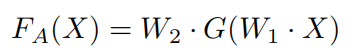 F_A(X) = W_2 · G(W_1 · X)